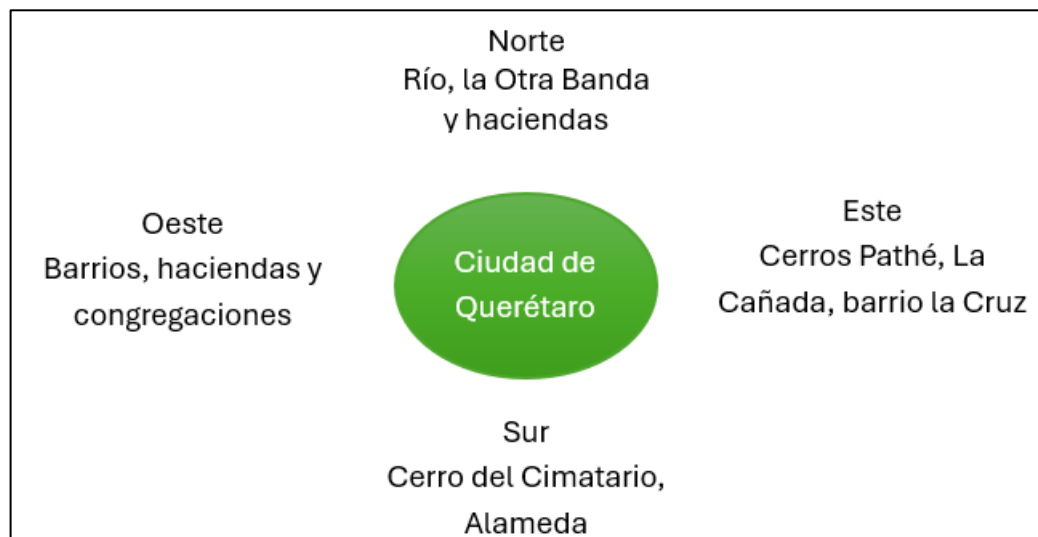 Norte
Río, la Otra Banda
y haciendas
Oeste
Barrios, haciendas y
congregaciones
Ciudad de
Querétaro
Este
Cerros Pathé, La
Cañada, barrio la Cruz
Sur
Cerro del Cimatario,
Alameda